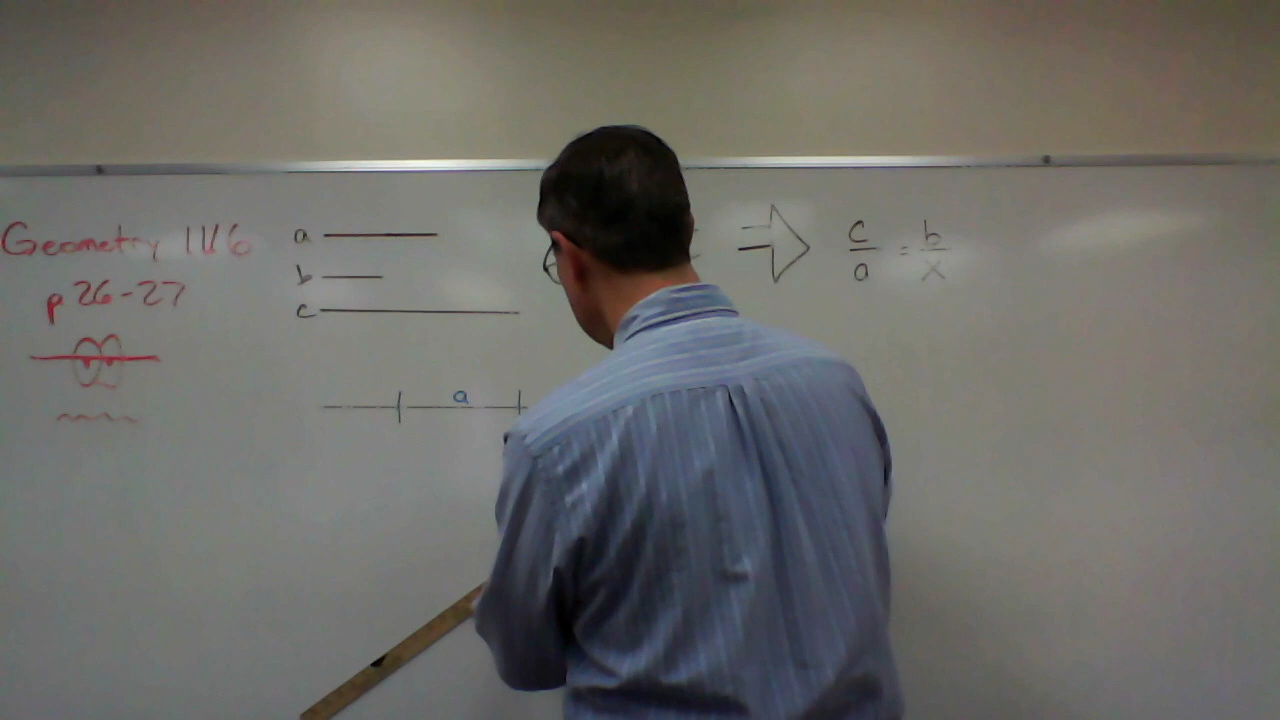 Geometry 11/6
p 26-27
a
b
c
c/a = b/x
a